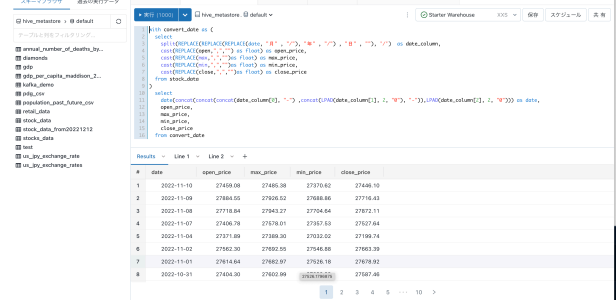 スキーマブラウザ
過去の実行データ
hive_metastore
default
テーブルと列をフィルタリング...
annual_number_of_deaths_by...
diamonds
gdp
gdp_per_capita_maddison_2...
kafka_demo
pdq_csv
population_past_future_csv
retail_data
stock_data
stock_data_from20221212
stocks_data
test
us_jpy_exchange_rate
us_jpy_exchange_rates
実行 (1000)
hive_metastore. default
Starter Warehouse XXS
保存
スケジュール
共有
with convert_date as (
select
split(REPLACE(REPLACE(REPLACE(date, "月" , "/"), "年" , "/") , "日" , ""), "/") as date_column,
cast(REPLACE(open,",","") as float) as open_price,
cast(REPLACE(max,",","")as float) as max_price,
cast(REPLACE(min,",","")as float) as min_price,
cast(REPLACE(close,",","")as float) as close_price
from stock_data
)
select
date(concat(concat(concat(date_column[0], "-") ,concat(LPAD(date_column[1], 2, "0"), "-")),LPAD(date_column[2], 2, "0"))) as date,
open_price,
max_price,
min_price,
close_price
from convert_date
Results Line 1 Line 2 +
# date open_price max_price min_price close_price
1 2022-11-10 27459.08 27485.38 27370.62 27446.10
2 2022-11-09 27884.55 27926.52 27688.86 27716.43
3 2022-11-08 27718.84 27943.27 27704.64 27872.11
4 2022-11-07 27406.78 27578.01 27357.53 27527.64
5 2022-11-04 27371.89 27389.30 27032.02 27199.74
6 2022-11-02 27562.30 27692.55 27546.88 27663.39
7 2022-11-01 27614.64 27682.97 27526.18 27678.92
8 2022-10-31 27404.30 27602.99 27587.46
1 2 3 4 5 ... 10